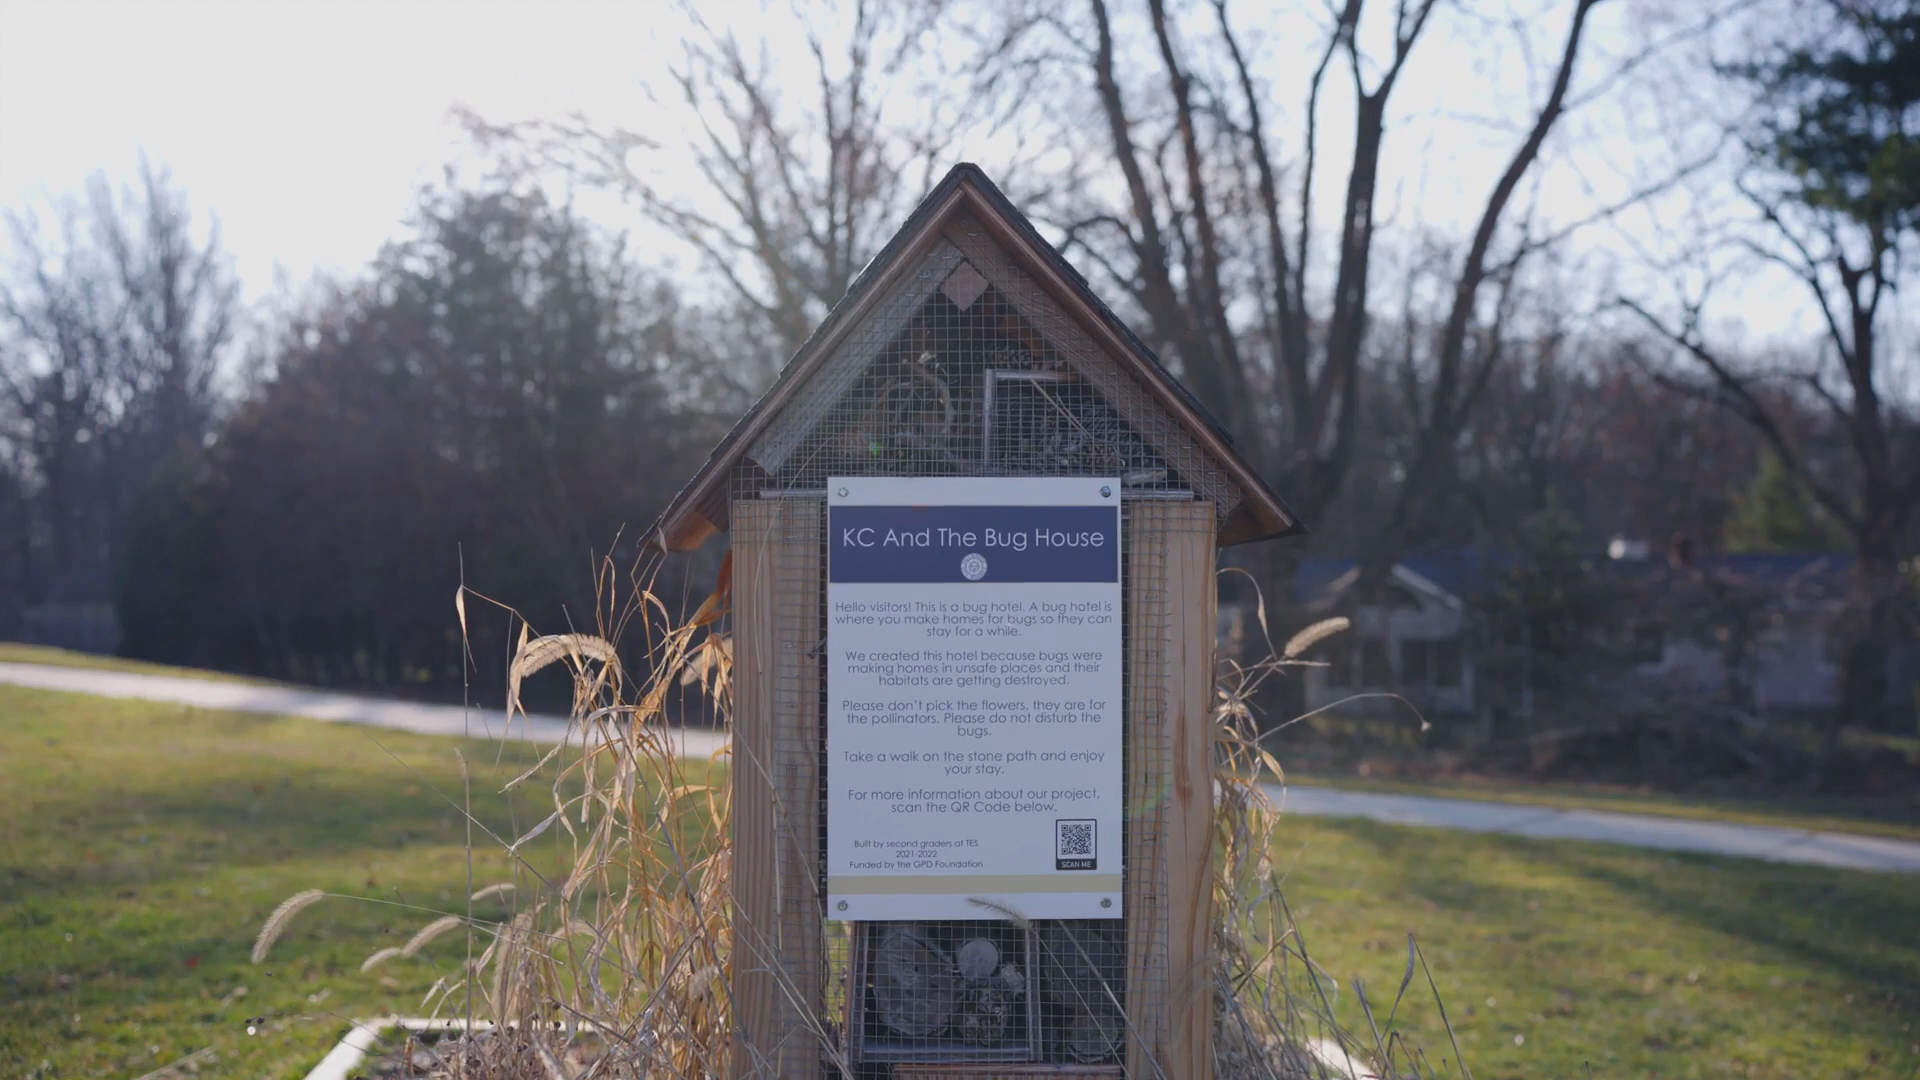 KC And The Bug House
Hello visitors! This is a bug hotel. A bug hotel is
where you make homes for bugs so they can
stay for a while.
We created this hotel because bugs were
making homes in unsafe places and their
habitats are getting destroyed.
Please don't pick the flowers, they are for
the pollinators. Please do not disturb the
bugs.
Take a walk on the stone path and enjoy
your stay.
For more information about our project,
scan the QR Code below.
Built by second graders at TES
2021-2022
Funded by the GPD Foundation
SCAN ME